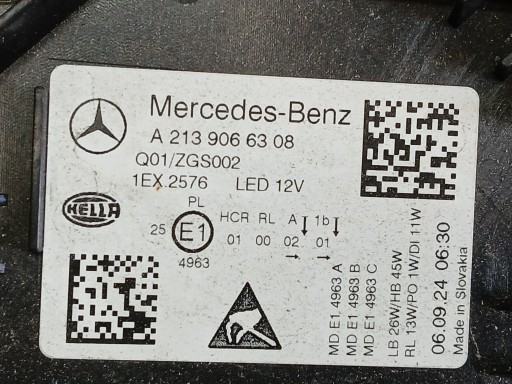 Mercedes-Benz
A 213 906 63 08
Q01/ZGS002
1EX.2576 LED 12V
HELLA
PL
25 E1 HCR RL A 1b
01 00 02 01
4963
MD E1 4963 A
MD E1 4963 B
MD E1 4963 C
LB 26W/HB 45W
RL 13W/PO 1W/DI 11W
06.09.24 06:30
Made in Slovakia